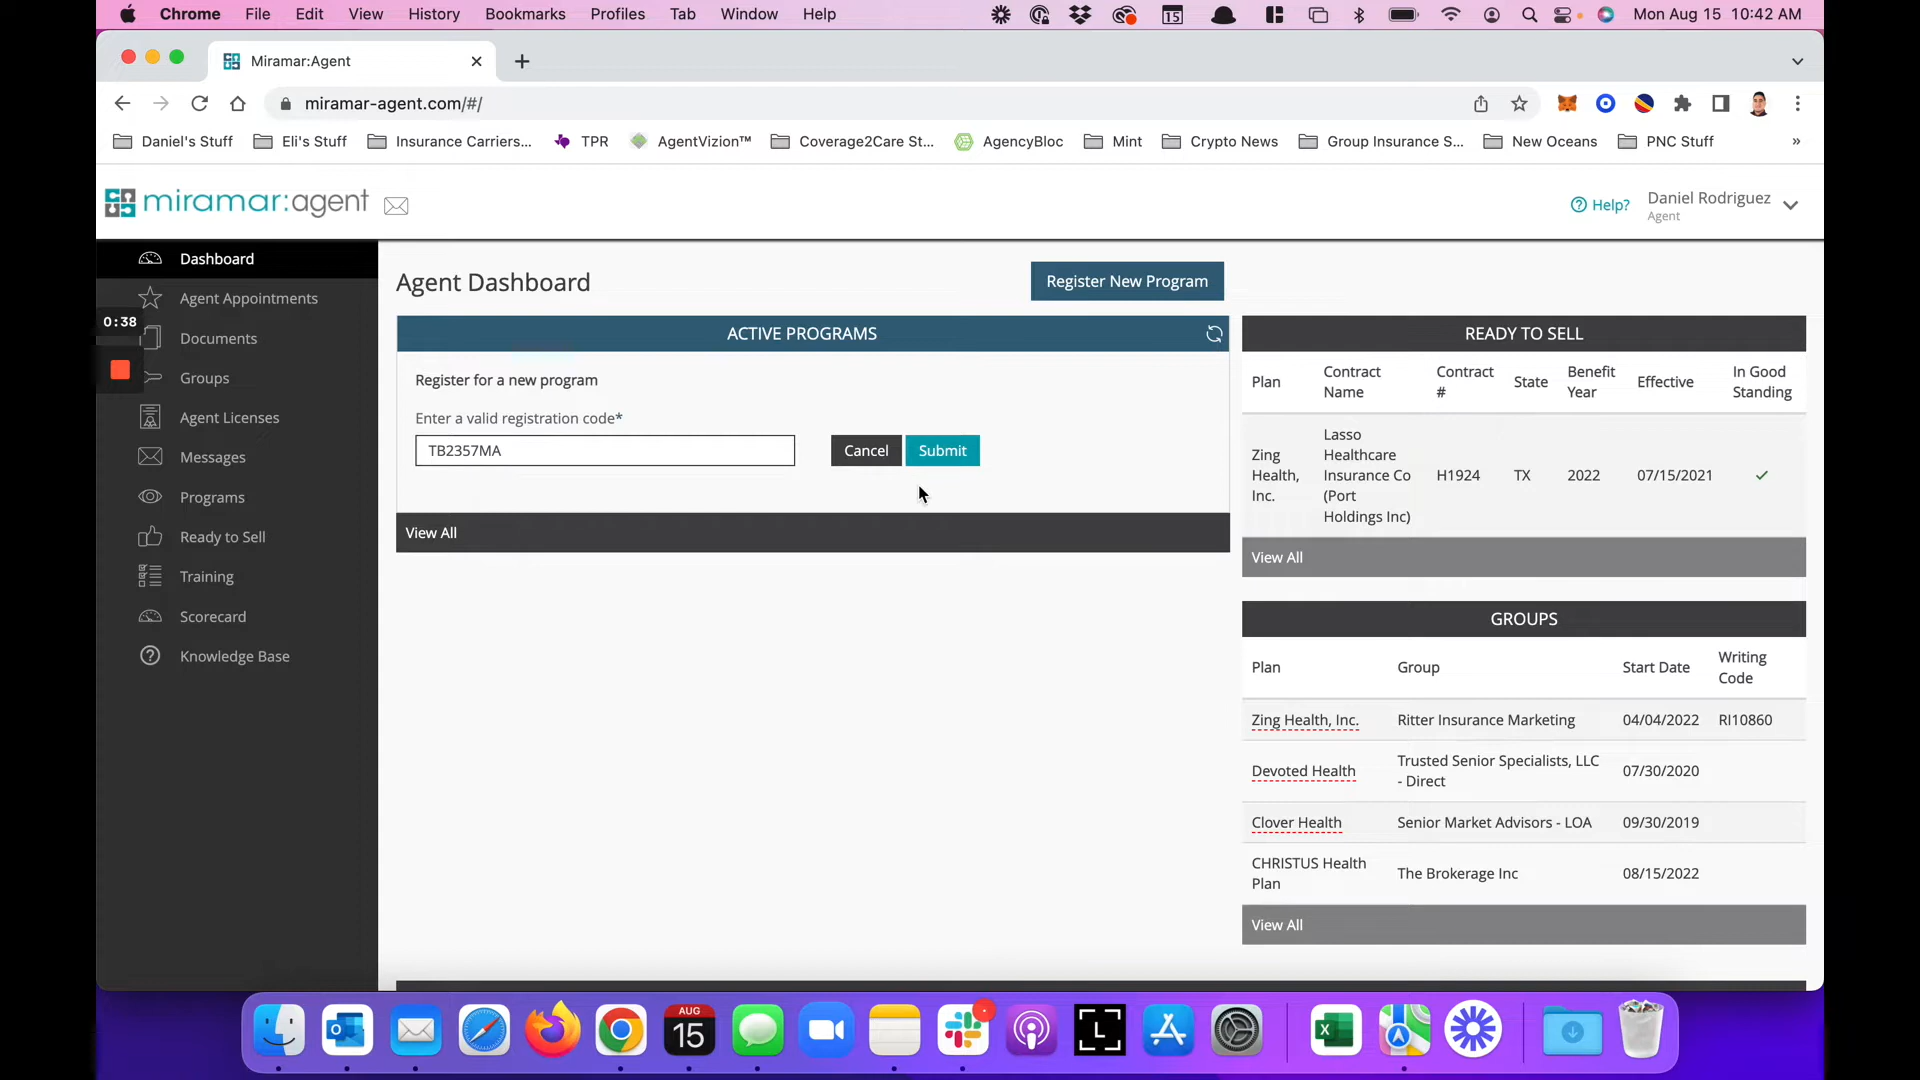 Chrome File Edit View History Bookmarks Profiles Tab Window Help 15 Mon Aug 15 10:42 AM
Miramar:Agent
miramar-agent.com/#/
Daniel's Stuff Eli's Stuff Insurance Carriers... TPR AgentVizion™ Coverage2Care St... AgencyBloc Mint Crypto News Group Insurance S... New Oceans PNC Stuff »
miramar:agent
Help?
Daniel Rodriguez
Agent
Dashboard
Agent Appointments
0:38
Documents
Groups
Agent Licenses
Messages
Programs
Ready to Sell
Training
Scorecard
Knowledge Base
Agent Dashboard
Register New Program
ACTIVE PROGRAMS
Register for a new program
Enter a valid registration code*
TB2357MA
Cancel Submit
View All
READY TO SELL
Plan Contract Name Contract # State Benefit Year Effective In Good Standing
Zing Health, Inc. Lasso Healthcare Insurance Co (Port Holdings Inc) H1924 TX 2022 07/15/2021
View All
GROUPS
Plan Group Start Date Writing Code
Zing Health, Inc. Ritter Insurance Marketing 04/04/2022 RI10860
Devoted Health Trusted Senior Specialists, LLC - Direct 07/30/2020
Clover Health Senior Market Advisors - LOA 09/30/2019
CHRISTUS Health Plan The Brokerage Inc 08/15/2022
View All
AUG
15
L
X